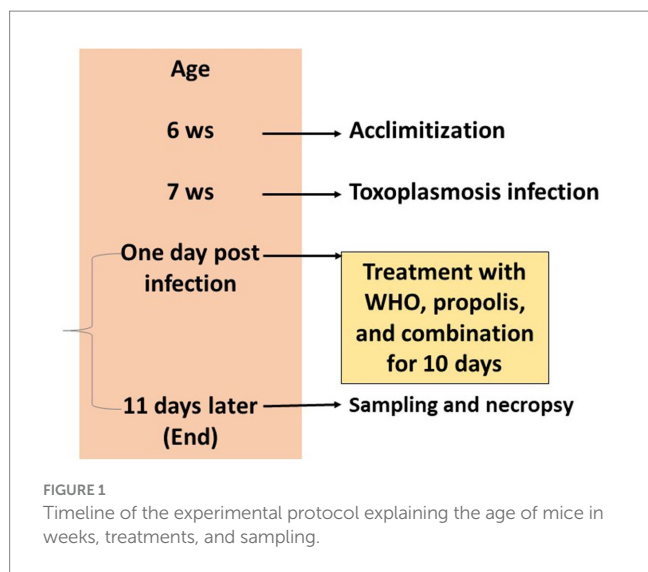 Age
6 ws
Acclimitization
7 ws
Toxoplasmosis infection
One day post
infection
Treatment with
WHO, propolis,
and combination
for 10 days
11 days later
(End)
Sampling and necropsy
FIGURE 1
Timeline of the experimental protocol explaining the age of mice in
weeks, treatments, and sampling.